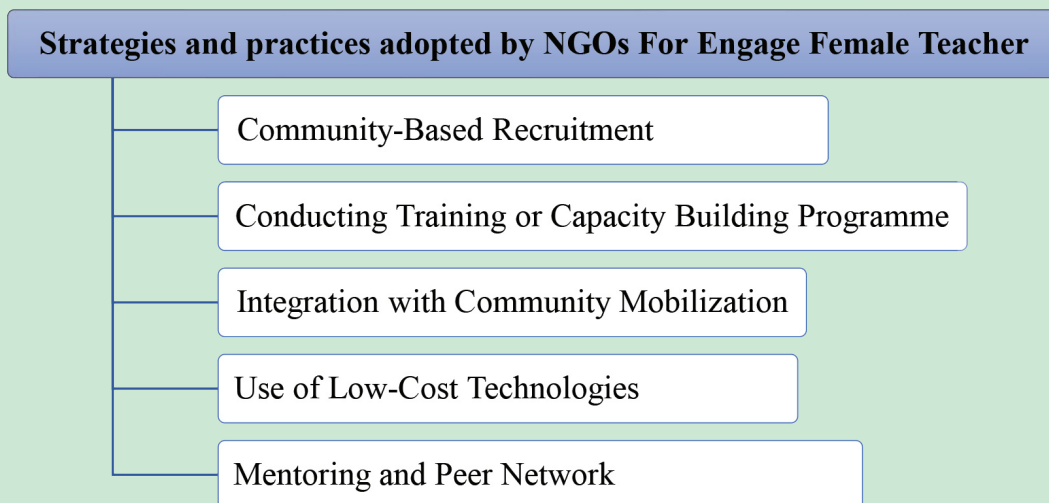 Strategies and practices adopted by NGOs For Engage Female Teacher
Community-Based Recruitment
Conducting Training or Capacity Building Programme
Integration with Community Mobilization
Use of Low-Cost Technologies
Mentoring and Peer Network